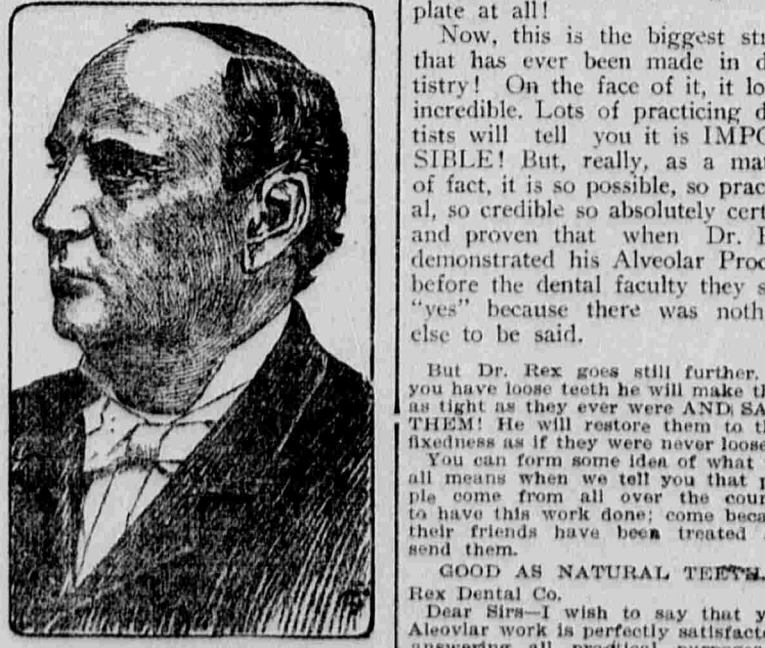 plate at all!
Now, this is the biggest str
that has ever been made in d
tistry! On the face of it, it lo
incredible. Lots of practicing d
tists will tell you it is IMPO
SIBLE! But, really, as a mat
of fact, it is so possible, so prac
al, so credible so absolutely cert
and proven that when Dr. R
demonstrated his Alveolar Proc
before the dental faculty they s
"yes" because there was noth
else to be said.
But Dr. Rex goes still further.
you have loose teeth he will make th
as tight as they ever were AND SA
THEM! He will restore them to th
fixedness as if they were never loose
You can form some idea of what
all means when we tell you that p
ple come from all over the coun
to have this work done; come beca
their friends have been treated
send them.
GOOD AS NATURAL TEETH.
Rex Dental Co.
Dear Sirs—I wish to say that y
Aleovlar work is perfectly satisfact
answering all practical purposes